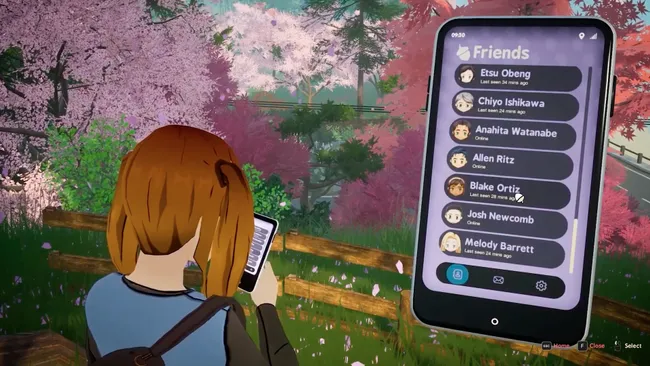 09:30
Friends
Etsu Obeng
Last seen 32 mins ago
Chiyo Ishikawa
Last seen 24 mins ago
Anahita Watanabe
Online
Allen Ritz
Online
Blake Ortiz
Last seen 28 mins ago
Josh Newcomb
Online
Melody Barrett
Last seen 24 mins ago
Home
F Close
Select